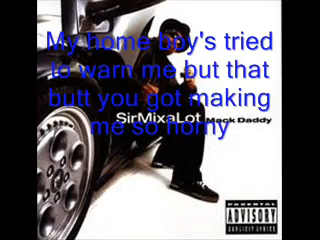 My home boy's tried
to warn me but that
butt you got making
me so horny
SirMixaLot Mack Daddy
PARENTAL
ADVISORY
EXPLICIT LYRICS